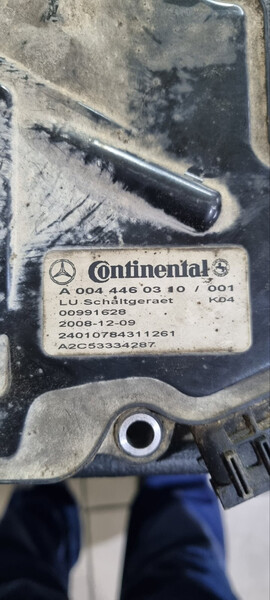 Continental
A 004 446 03 10 / 001
LU-Schaltgeraet K04
00991628
2008-12-09
24010784311261
A2C53334287